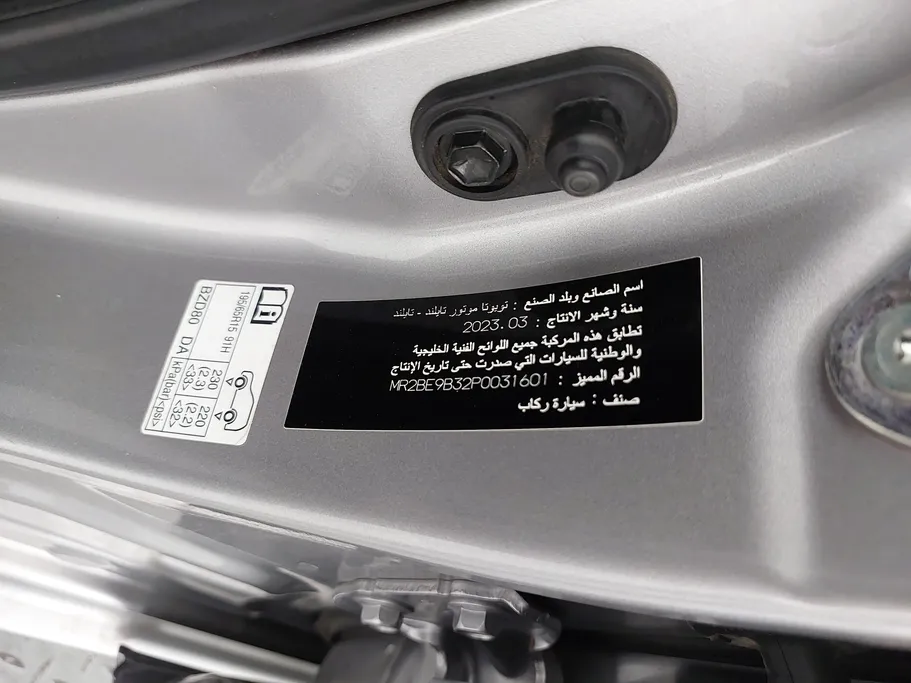 اسم الصانع وبلد الصنع : تويوتا موتور تايلند - تايلند
سنة وشهر الانتاج : 2023.03
تطابق هذه المركبة جميع اللوائح الفنية الخليجية
والوطنية للسيارات التي صدرت حتى تاريخ الإنتاج
الرقم المميز : MR2BE9B32P0031601
صنف : سيارة ركاب
195/65R15 91H
230 (2.3) <33>
220 (2.2) <32>
kPa(bar)<psi>
BZD80 DA